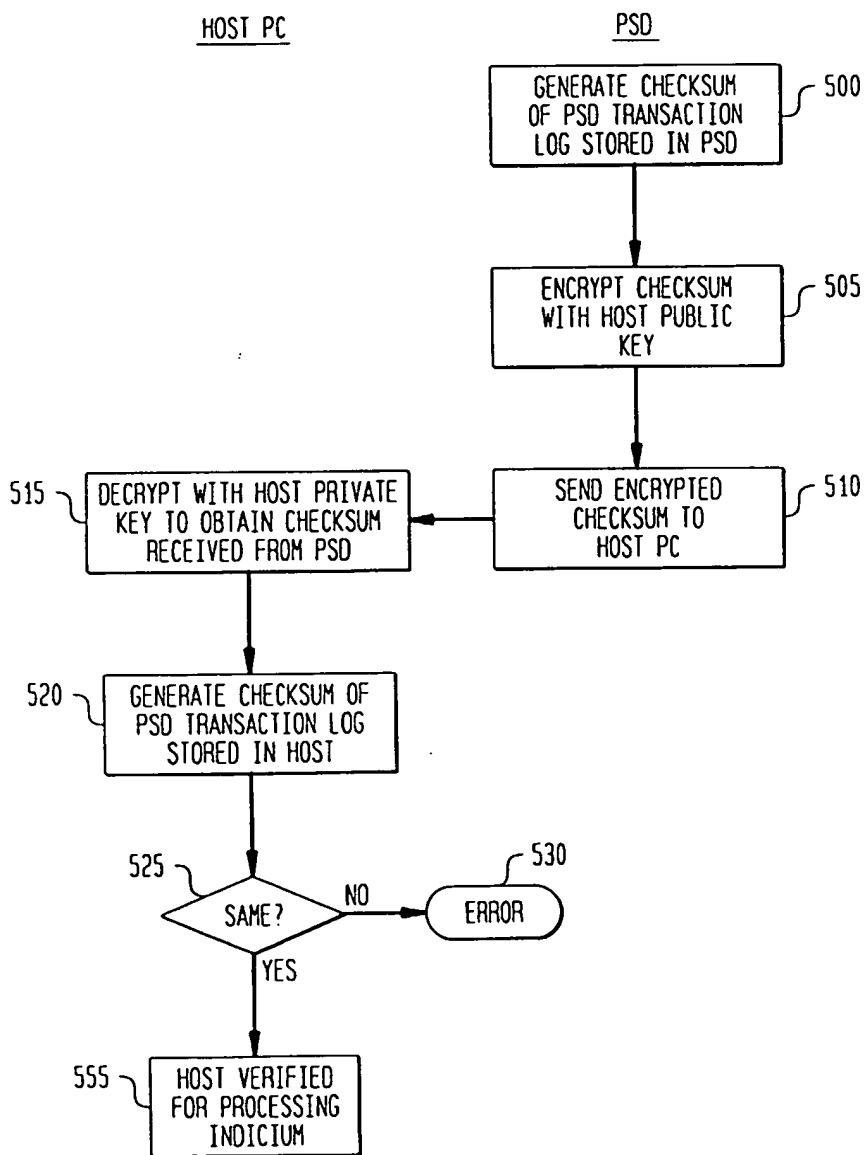 HOST PC
PSD
GENERATE CHECKSUM
OF PSD TRANSACTION
LOG STORED IN PSD
500
ENCRYPT CHECKSUM
WITH HOST PUBLIC
KEY
505
SEND ENCRYPTED
CHECKSUM TO
HOST PC
510
515
DECRYPT WITH HOST PRIVATE
KEY TO OBTAIN CHECKSUM
RECEIVED FROM PSD
520
GENERATE CHECKSUM OF
PSD TRANSACTION LOG
STORED IN HOST
525
SAME?
NO
530
ERROR
YES
555
HOST VERIFIED
FOR PROCESSING
INDICIUM